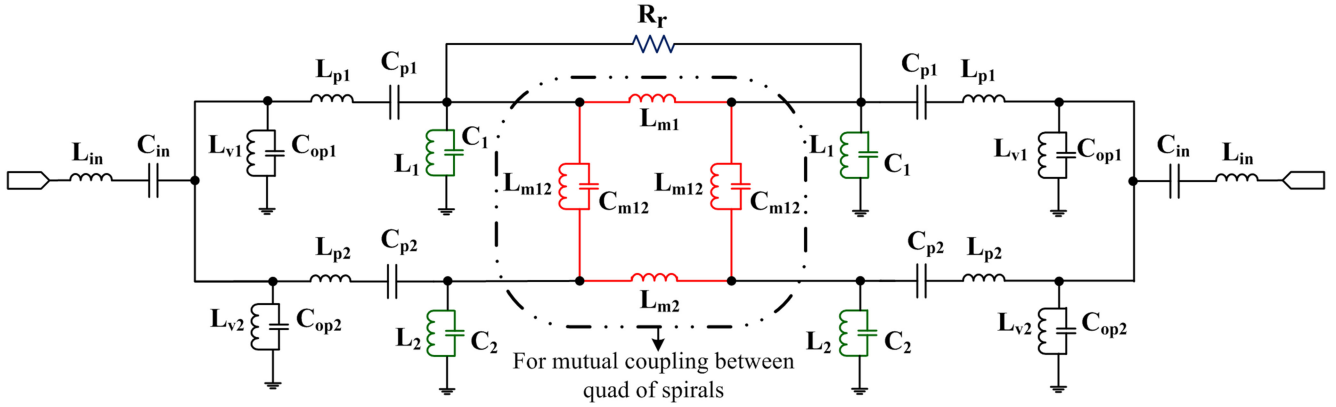 Rr
Lp1 Cp1 Cp1 Lp1
Lm1
Lin Cin Lv1 Cop1 L1 C1 Lm12 Cm12 Lm12 Cm12 L1 C1 Lv1 Cop1 Cin Lin
Lp2 Cp2 Cp2 Lp2
Lm2
Lv2 Cop2 L2 C2 L2 C2 Lv2 Cop2
For mutual coupling between
quad of spirals